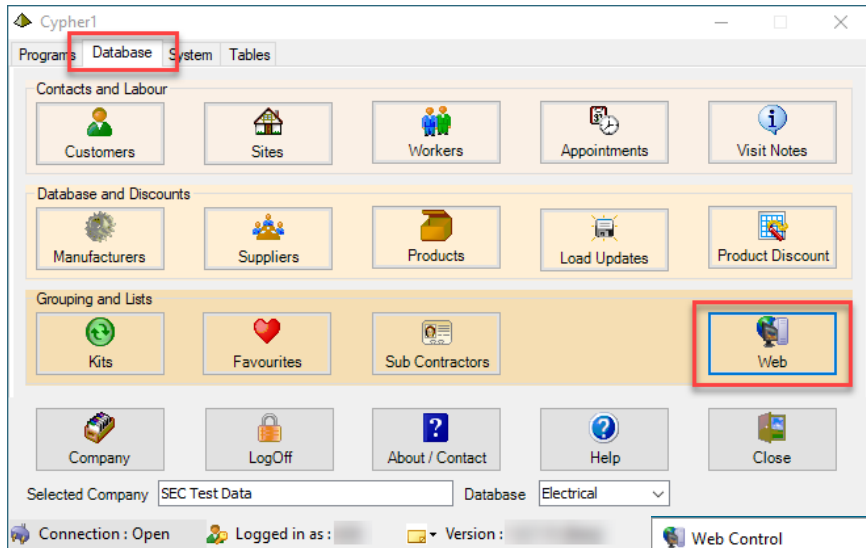 Cypher1
Programs Database System Tables
Contacts and Labour
Customers Sites Workers Appointments Visit Notes
Database and Discounts
Manufacturers Suppliers Products Load Updates Product Discount
Grouping and Lists
Kits Favourites Sub Contractors Web
Company LogOff About / Contact Help Close
Selected Company SEC Test Data Database Electrical
Connection : Open Logged in as : Version :
Web Control